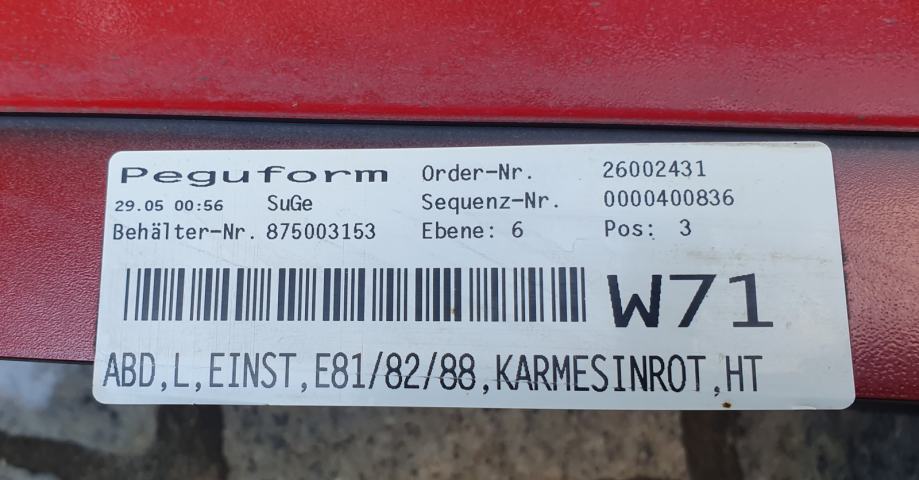 Peguform Order-Nr. 26002431
29.05 00:56 SuGe Sequenz-Nr. 0000400836
Behälter-Nr. 875003153 Ebene: 6 Pos: 3
W71
ABD,L,EINST,E81/82/88,KARMESINROT,HT